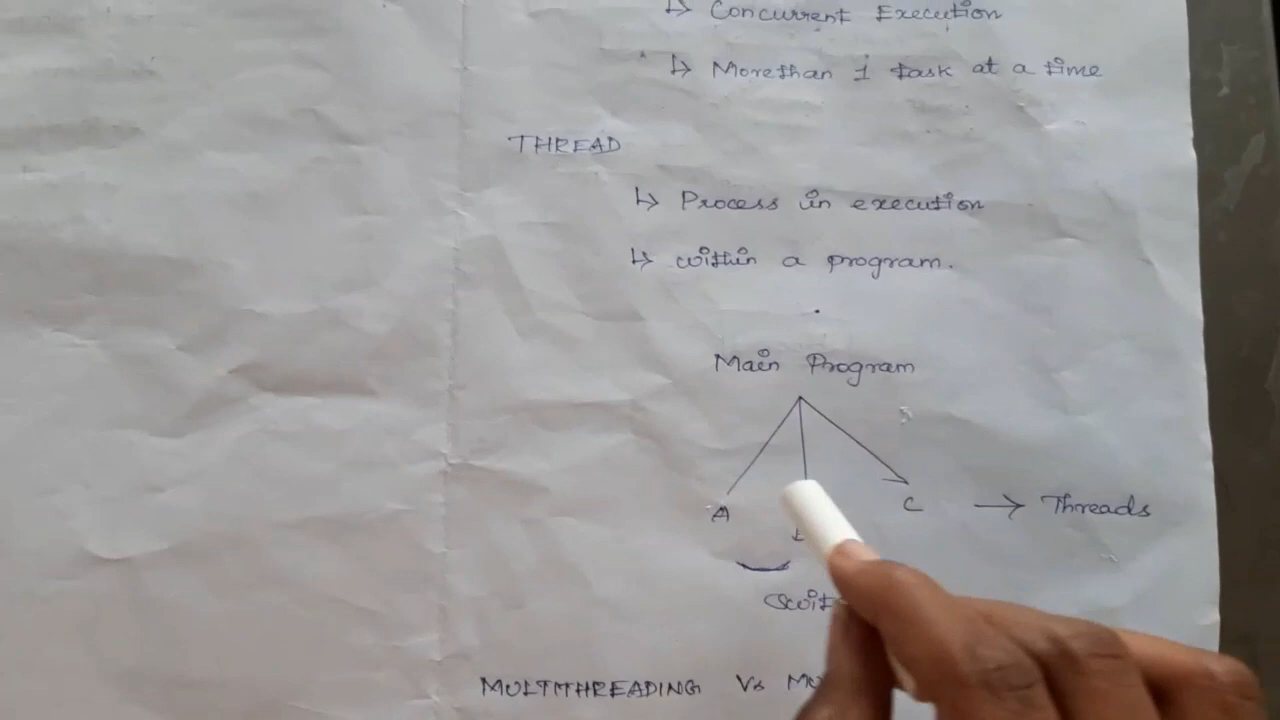 ↳ Concurrent Execution
↳ Morethan 1 task at a time
THREAD
↳ Process in execution
↳ within a program.
Main Program
A C → Threads
MULTITHREADING Vs